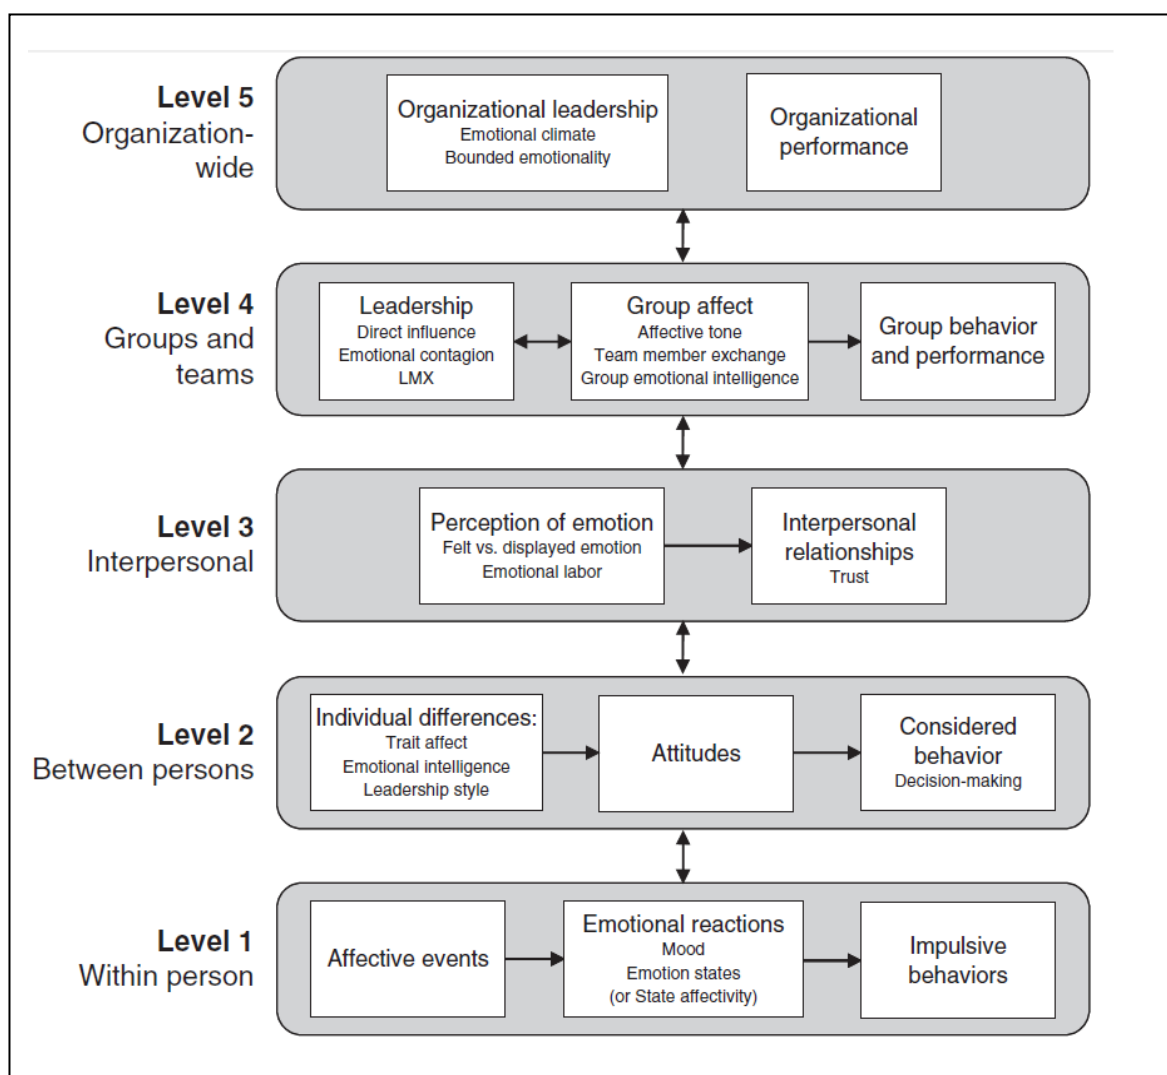 Level 5
Organization-
wide
Organizational leadership
Emotional climate
Bounded emotionality
Organizational
performance
Level 4
Groups and
teams
Leadership
Direct influence
Emotional contagion
LMX
Group affect
Affective tone
Team member exchange
Group emotional intelligence
Group behavior
and performance
Level 3
Interpersonal
Perception of emotion
Felt vs. displayed emotion
Emotional labor
Interpersonal
relationships
Trust
Level 2
Between persons
Individual differences:
Trait affect
Emotional intelligence
Leadership style
Attitudes
Considered
behavior
Decision-making
Level 1
Within person
Affective events
Emotional reactions
Mood
Emotion states
(or State affectivity)
Impulsive
behaviors